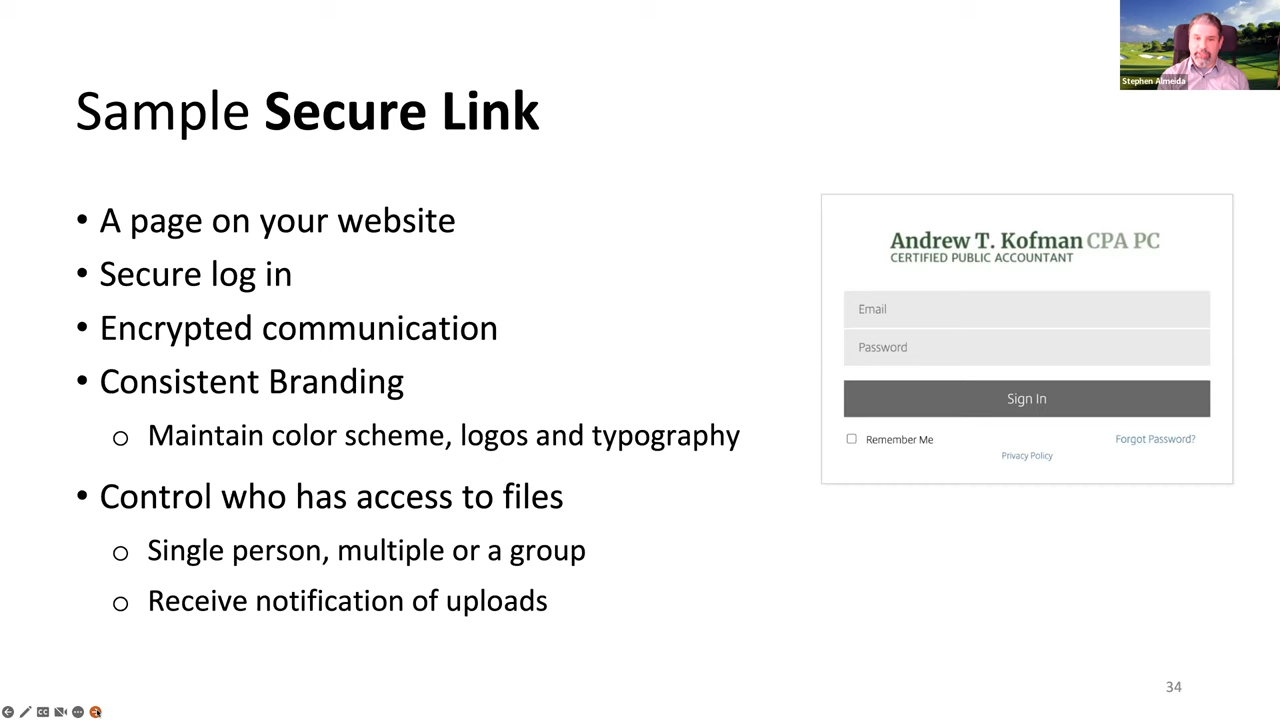 Stephen Almeida
Sample Secure Link
• A page on your website
• Secure log in
• Encrypted communication
• Consistent Branding
o Maintain color scheme, logos and typography
• Control who has access to files
o Single person, multiple or a group
o Receive notification of uploads
Andrew T. Kofman CPA PC
CERTIFIED PUBLIC ACCOUNTANT
Email
Password
Sign In
Remember Me
Forgot Password?
Privacy Policy
34